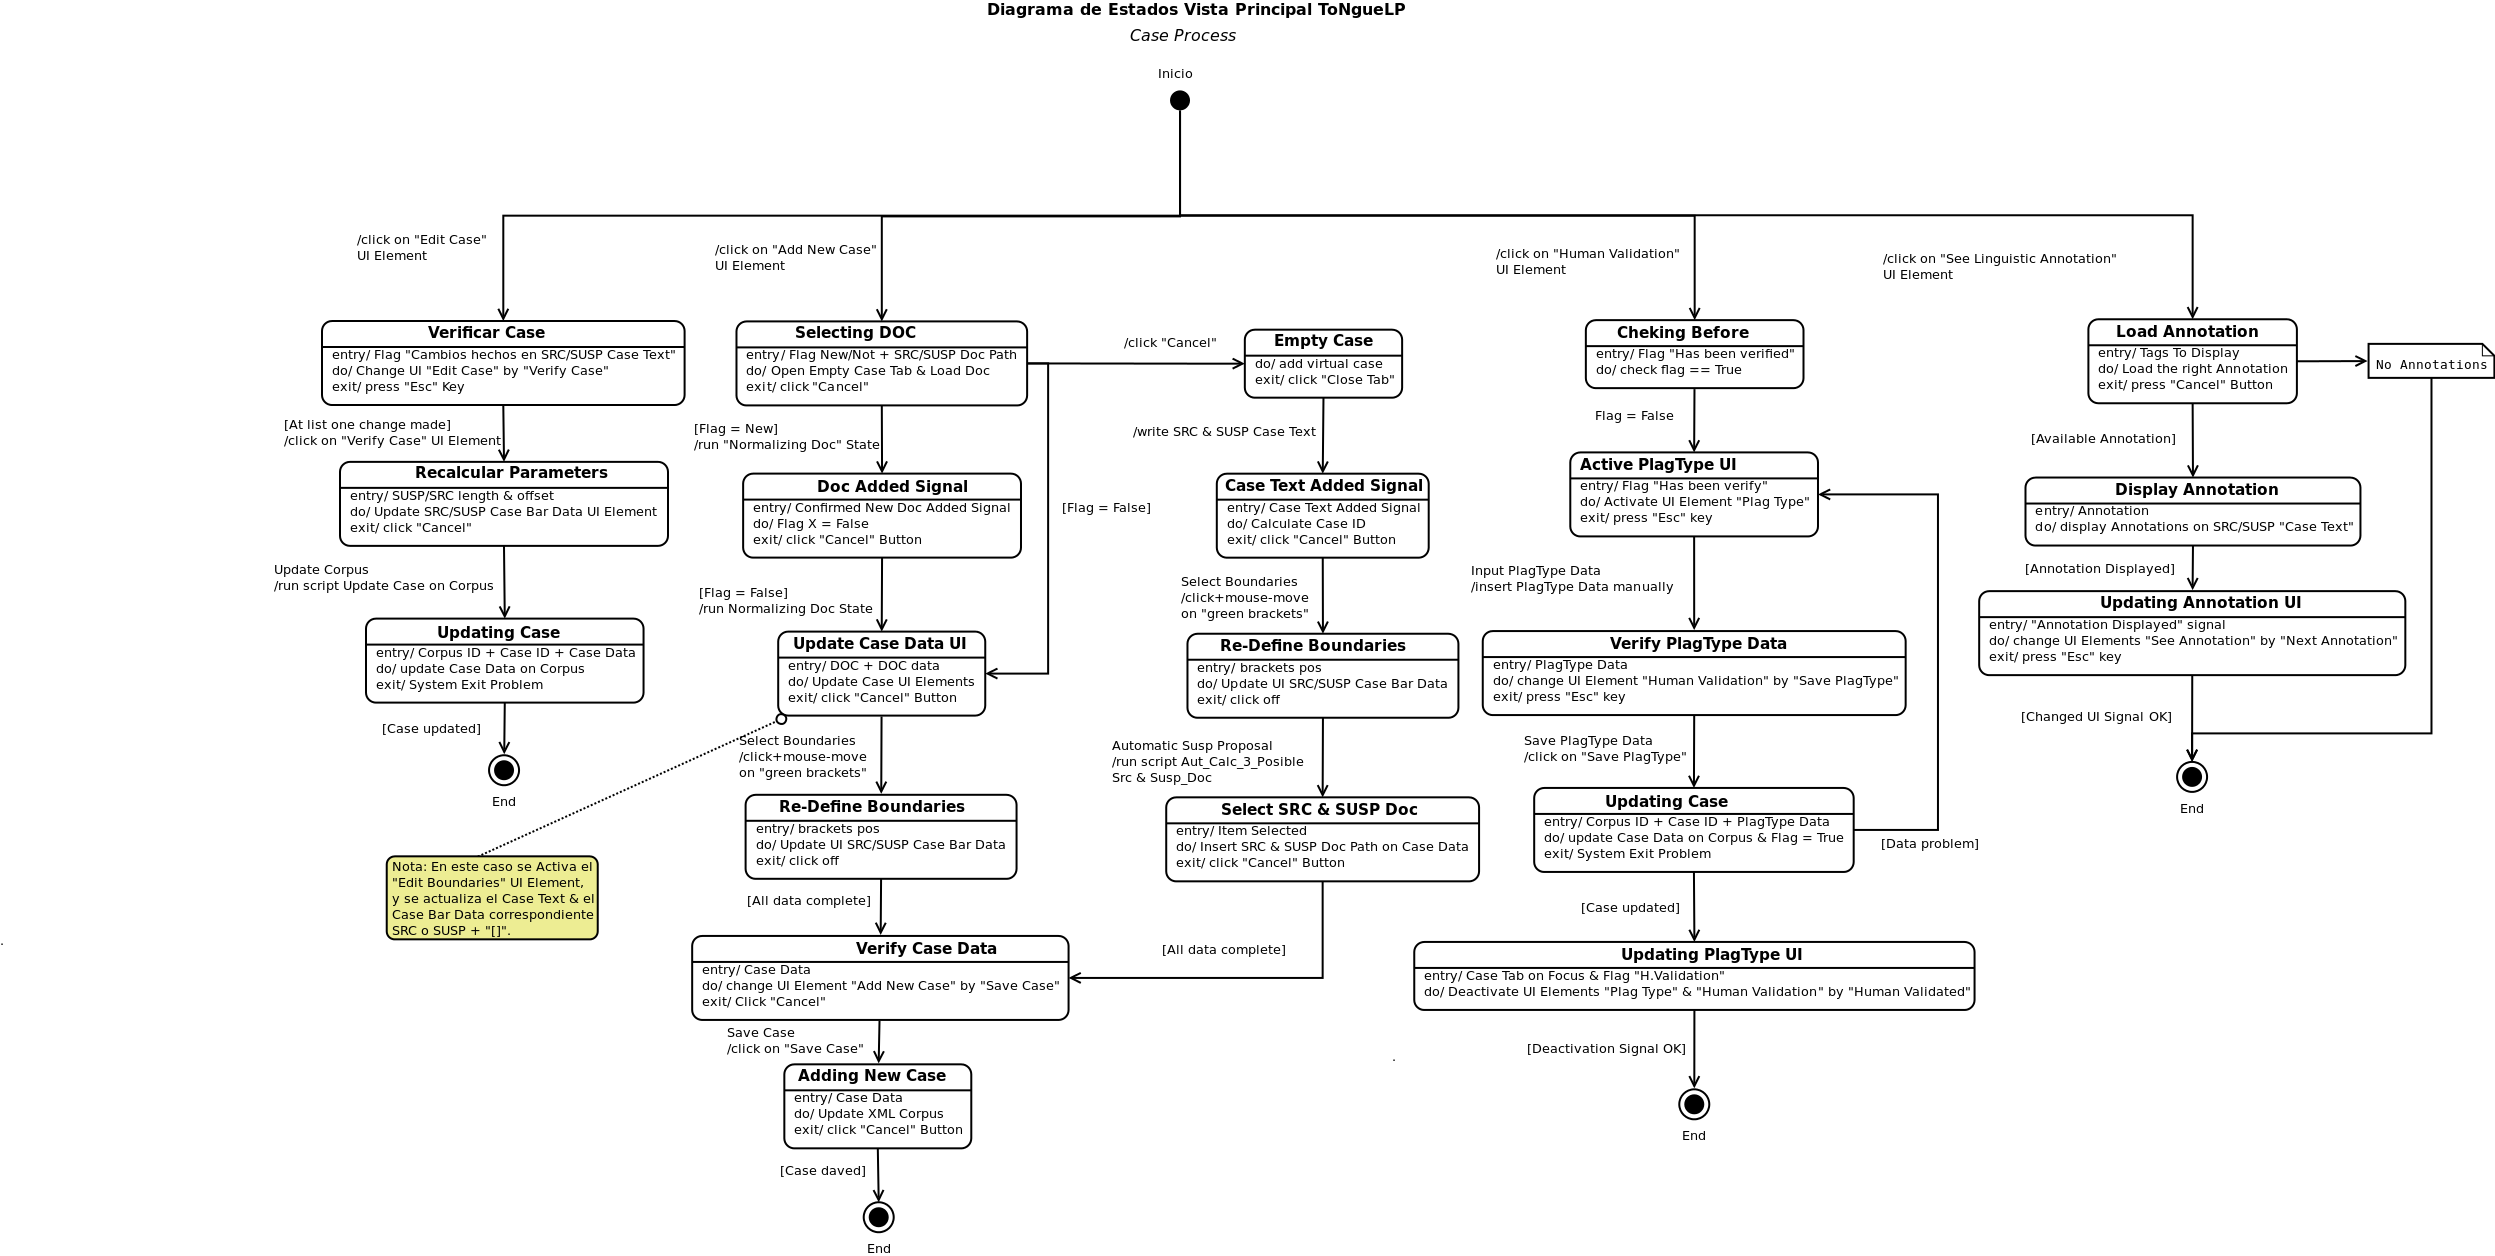 Diagrama de Estados Vista Principal ToNgueLP
Case Process
Inicio
/click on "Edit Case"
UI Element
Verificar Case
entry/ Flag "Cambios hechos en SRC/SUSP Case Text"
do/ Change UI "Edit Case" by "Verify Case"
exit/ press "Esc" Key
[At list one change made]
/click on "Verify Case" UI Element
Recalcular Parameters
entry/ SUSP/SRC length & offset
do/ Update SRC/SUSP Case Bar Data UI Element
exit/ click "Cancel"
Update Corpus
/run script Update Case on Corpus
Updating Case
entry/ Corpus ID + Case ID + Case Data
do/ update Case Data on Corpus
exit/ System Exit Problem
[Case updated]
End
Nota: En este caso se Activa el
"Edit Boundaries" UI Element,
y se actualiza el Case Text & el
Case Bar Data correspondiente
SRC o SUSP + "[]".
.
/click on "Add New Case"
UI Element
Selecting DOC
entry/ Flag New/Not + SRC/SUSP Doc Path
do/ Open Empty Case Tab & Load Doc
exit/ click "Cancel"
[Flag = New]
/run "Normalizing Doc" State
Doc Added Signal
entry/ Confirmed New Doc Added Signal
do/ Flag X = False
exit/ click "Cancel" Button
[Flag = False]
/run Normalizing Doc State
[Flag = False]
Update Case Data UI
entry/ DOC + DOC data
do/ Update Case UI Elements
exit/ click "Cancel" Button
Select Boundaries
/click+mouse-move
on "green brackets"
Re-Define Boundaries
entry/ brackets pos
do/ Update UI SRC/SUSP Case Bar Data
exit/ click off
[All data complete]
Verify Case Data
entry/ Case Data
do/ change UI Element "Add New Case" by "Save Case"
exit/ Click "Cancel"
Save Case
/click on "Save Case"
Adding New Case
entry/ Case Data
do/ Update XML Corpus
exit/ click "Cancel" Button
[Case daved]
End
/click "Cancel"
Empty Case
do/ add virtual case
exit/ click "Close Tab"
/write SRC & SUSP Case Text
Case Text Added Signal
entry/ Case Text Added Signal
do/ Calculate Case ID
exit/ click "Cancel" Button
Select Boundaries
/click+mouse-move
on "green brackets"
Re-Define Boundaries
entry/ brackets pos
do/ Update UI SRC/SUSP Case Bar Data
exit/ click off
Automatic Susp Proposal
/run script Aut_Calc_3_Posible
Src & Susp_Doc
Select SRC & SUSP Doc
entry/ Item Selected
do/ Insert SRC & SUSP Doc Path on Case Data
exit/ click "Cancel" Button
[All data complete]
.
/click on "Human Validation"
UI Element
Cheking Before
entry/ Flag "Has been verified"
do/ check flag == True
Flag = False
Active PlagType UI
entry/ Flag "Has been verify"
do/ Activate UI Element "Plag Type"
exit/ press "Esc" key
Input PlagType Data
/insert PlagType Data manually
Verify PlagType Data
entry/ PlagType Data
do/ change UI Element "Human Validation" by "Save PlagType"
exit/ press "Esc" key
Save PlagType Data
/click on "Save PlagType"
Updating Case
entry/ Corpus ID + Case ID + PlagType Data
do/ update Case Data on Corpus & Flag = True
exit/ System Exit Problem
[Data problem]
[Case updated]
Updating PlagType UI
entry/ Case Tab on Focus & Flag "H.Validation"
do/ Deactivate UI Elements "Plag Type" & "Human Validation" by "Human Validated"
[Deactivation Signal OK]
End
/click on "See Linguistic Annotation"
UI Element
Load Annotation
entry/ Tags To Display
do/ Load the right Annotation
exit/ press "Cancel" Button
No Annotations
[Available Annotation]
Display Annotation
entry/ Annotation
do/ display Annotations on SRC/SUSP "Case Text"
[Annotation Displayed]
Updating Annotation UI
entry/ "Annotation Displayed" signal
do/ change UI Elements "See Annotation" by "Next Annotation"
exit/ press "Esc" key
[Changed UI Signal OK]
End